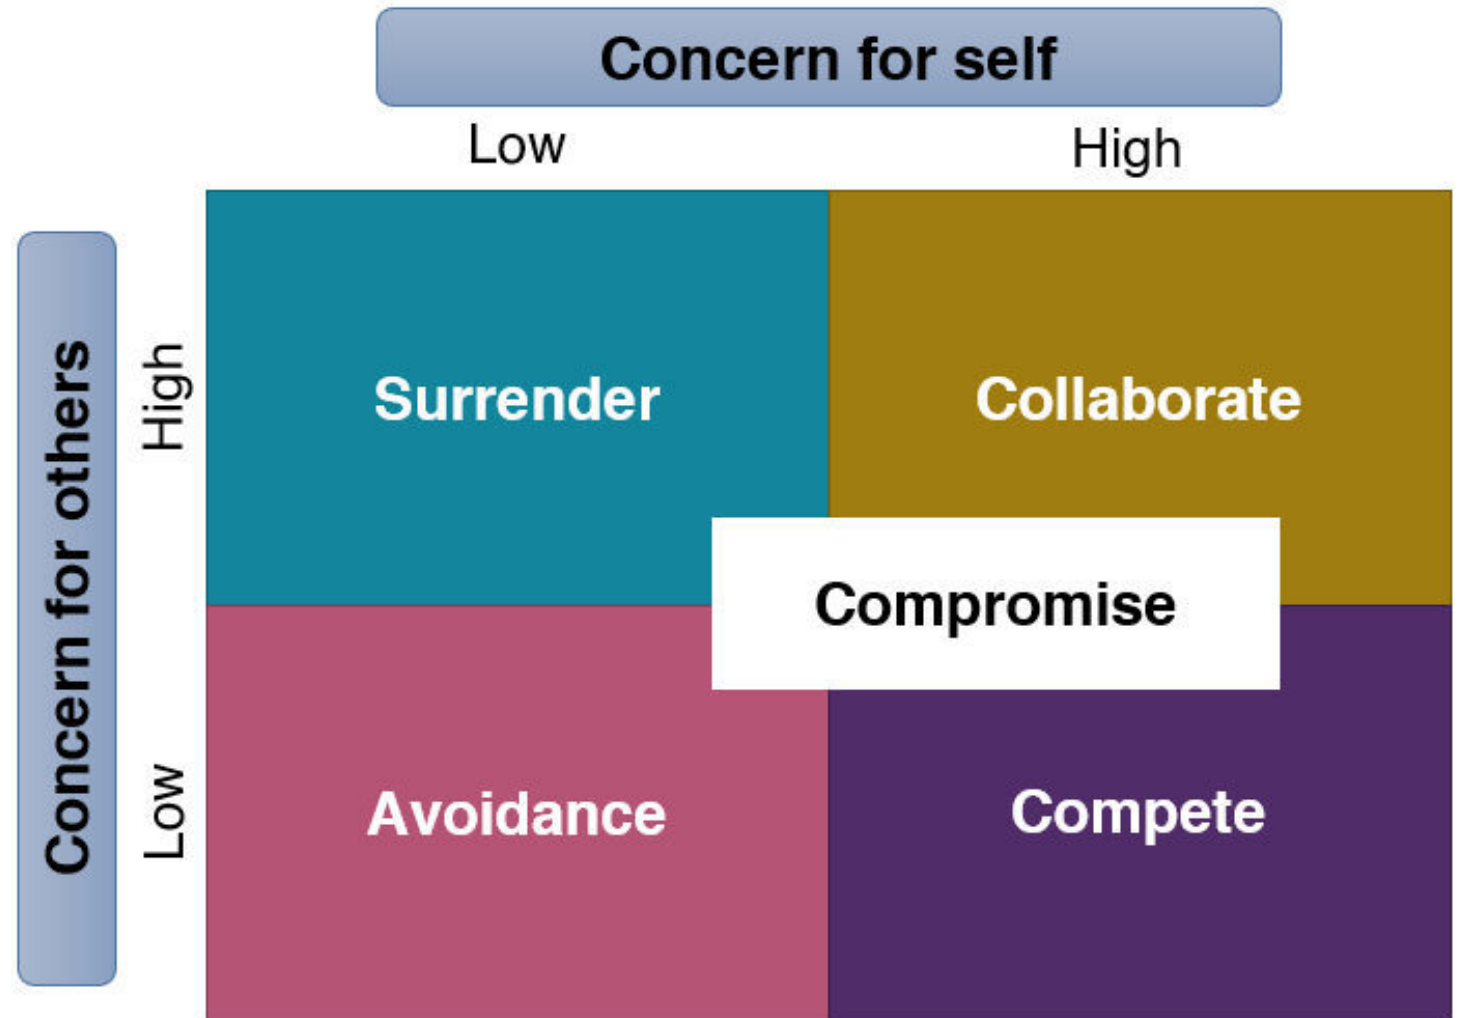 Concern for self
Low
High
Concern for others
High
Low
Surrender
Collaborate
Compromise
Avoidance
Compete